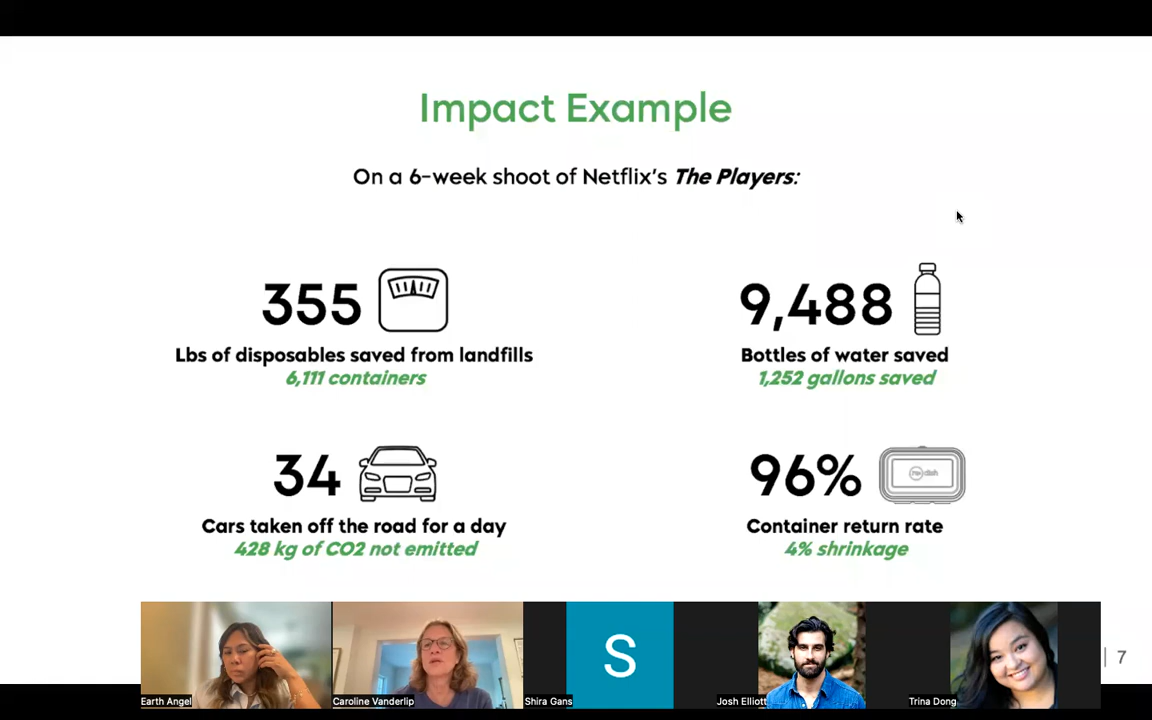 Impact Example
On a 6-week shoot of Netflix's The Players:
355
Lbs of disposables saved from landfills
6,111 containers
9,488
Bottles of water saved
1,252 gallons saved
34
Cars taken off the road for a day
428 kg of CO2 not emitted
96%
Container return rate
4% shrinkage
S
Earth Angel
Caroline Vanderlip
Shira Gans
Josh Elliott
Trina Dong
7